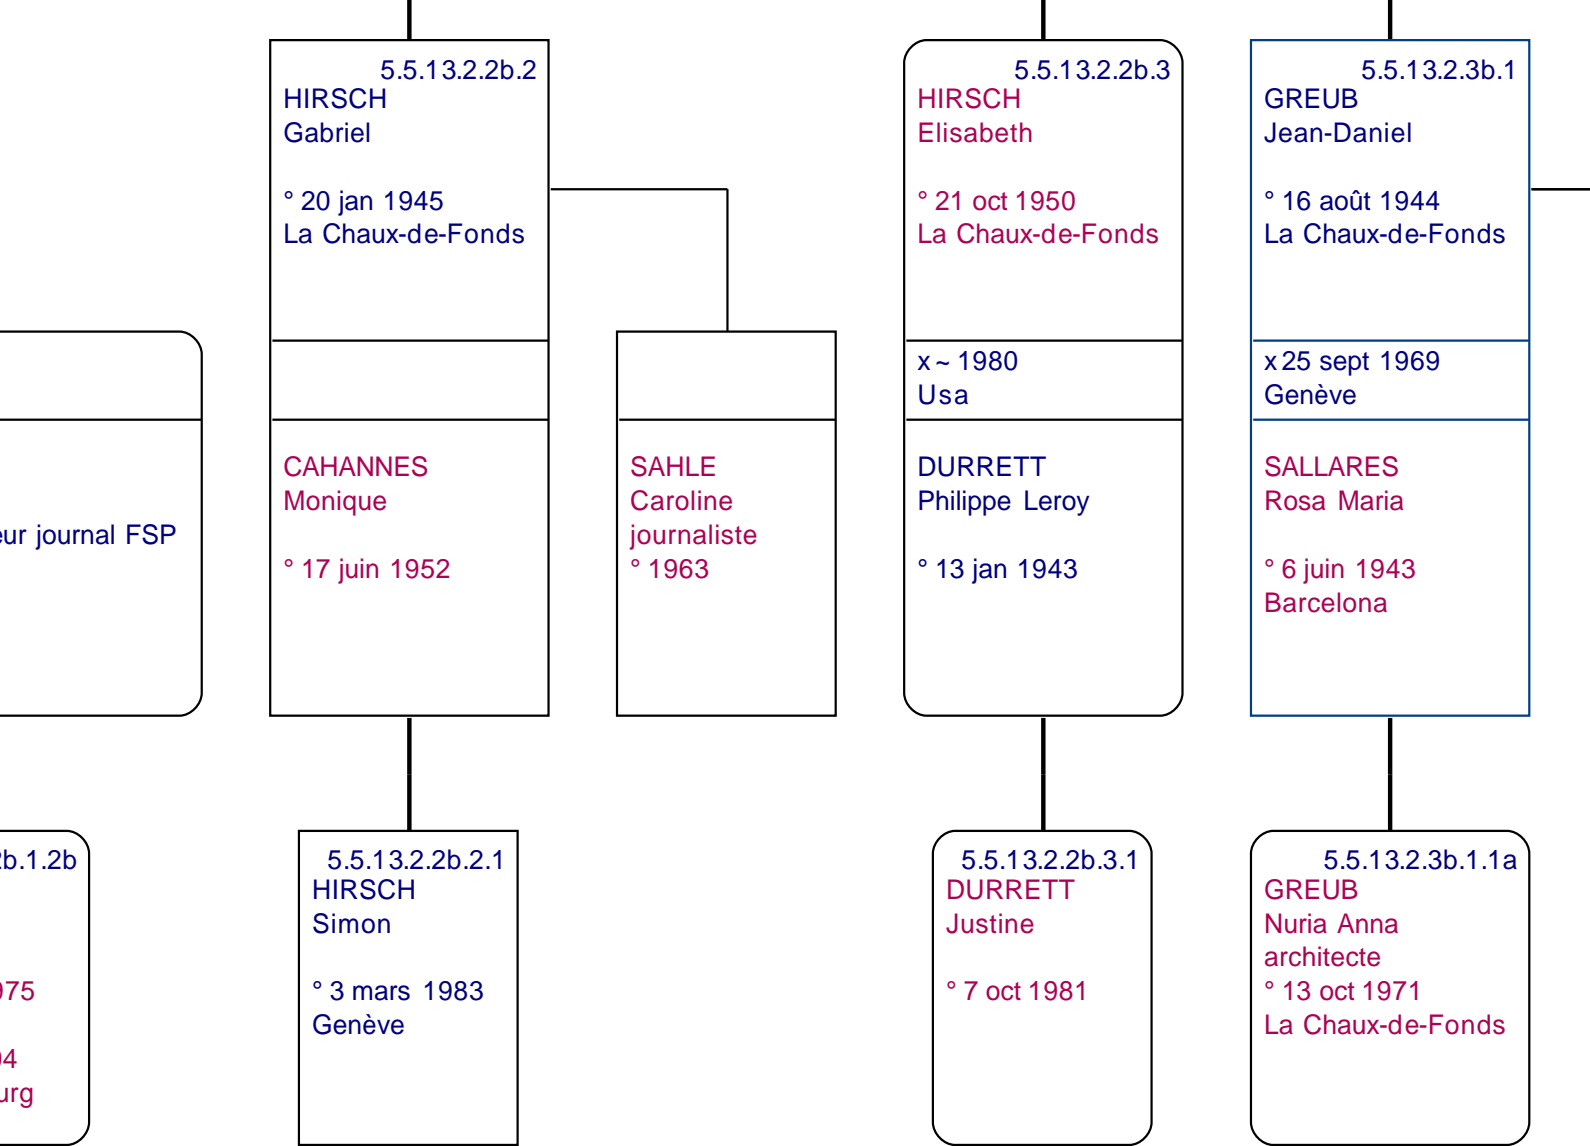 5.5.13.2.2b.2
HIRSCH
Gabriel
° 20 jan 1945
La Chaux-de-Fonds
CAHANNES
Monique
° 17 juin 1952
SAHLE
Caroline
journaliste
° 1963
5.5.13.2.2b.3
HIRSCH
Elisabeth
° 21 oct 1950
La Chaux-de-Fonds
x ~ 1980
Usa
DURRETT
Philippe Leroy
° 13 jan 1943
5.5.13.2.3b.1
GREUB
Jean-Daniel
° 16 août 1944
La Chaux-de-Fonds
x 25 sept 1969
Genève
SALLARES
Rosa Maria
° 6 juin 1943
Barcelona
journal FSP
5.5.13.2.2b.2.1
HIRSCH
Simon
° 3 mars 1983
Genève
5.5.13.2.2b.3.1
DURRETT
Justine
° 7 oct 1981
5.5.13.2.3b.1.1a
GREUB
Nuria Anna
architecte
° 13 oct 1971
La Chaux-de-Fonds